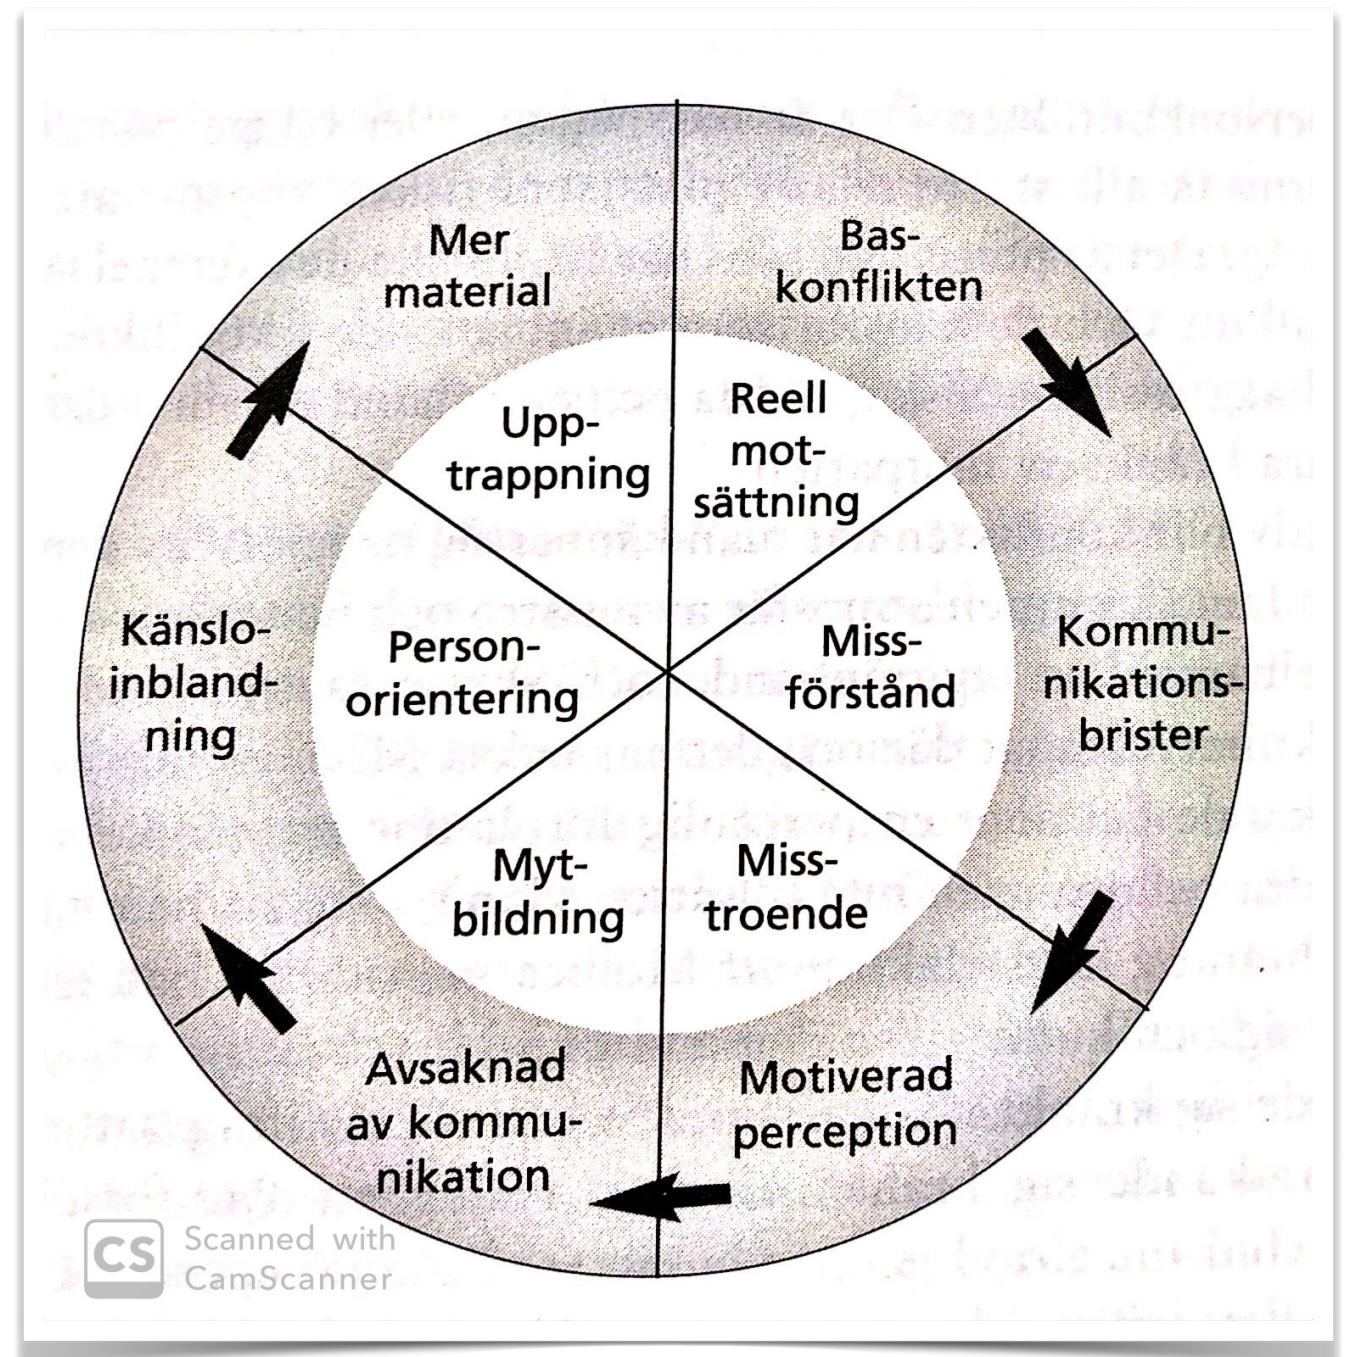 Mer
material
Bas-
konflikten
Upp-
trappning
Reell
mot-
sättning
Känslo-
inbland-
ning
Person-
orientering
Miss-
förstånd
Kommu-
nikations-
brister
Myt-
bildning
Miss-
troende
Avsaknad
av kommu-
nikation
Motiverad
perception
CS
Scanned with
CamScanner